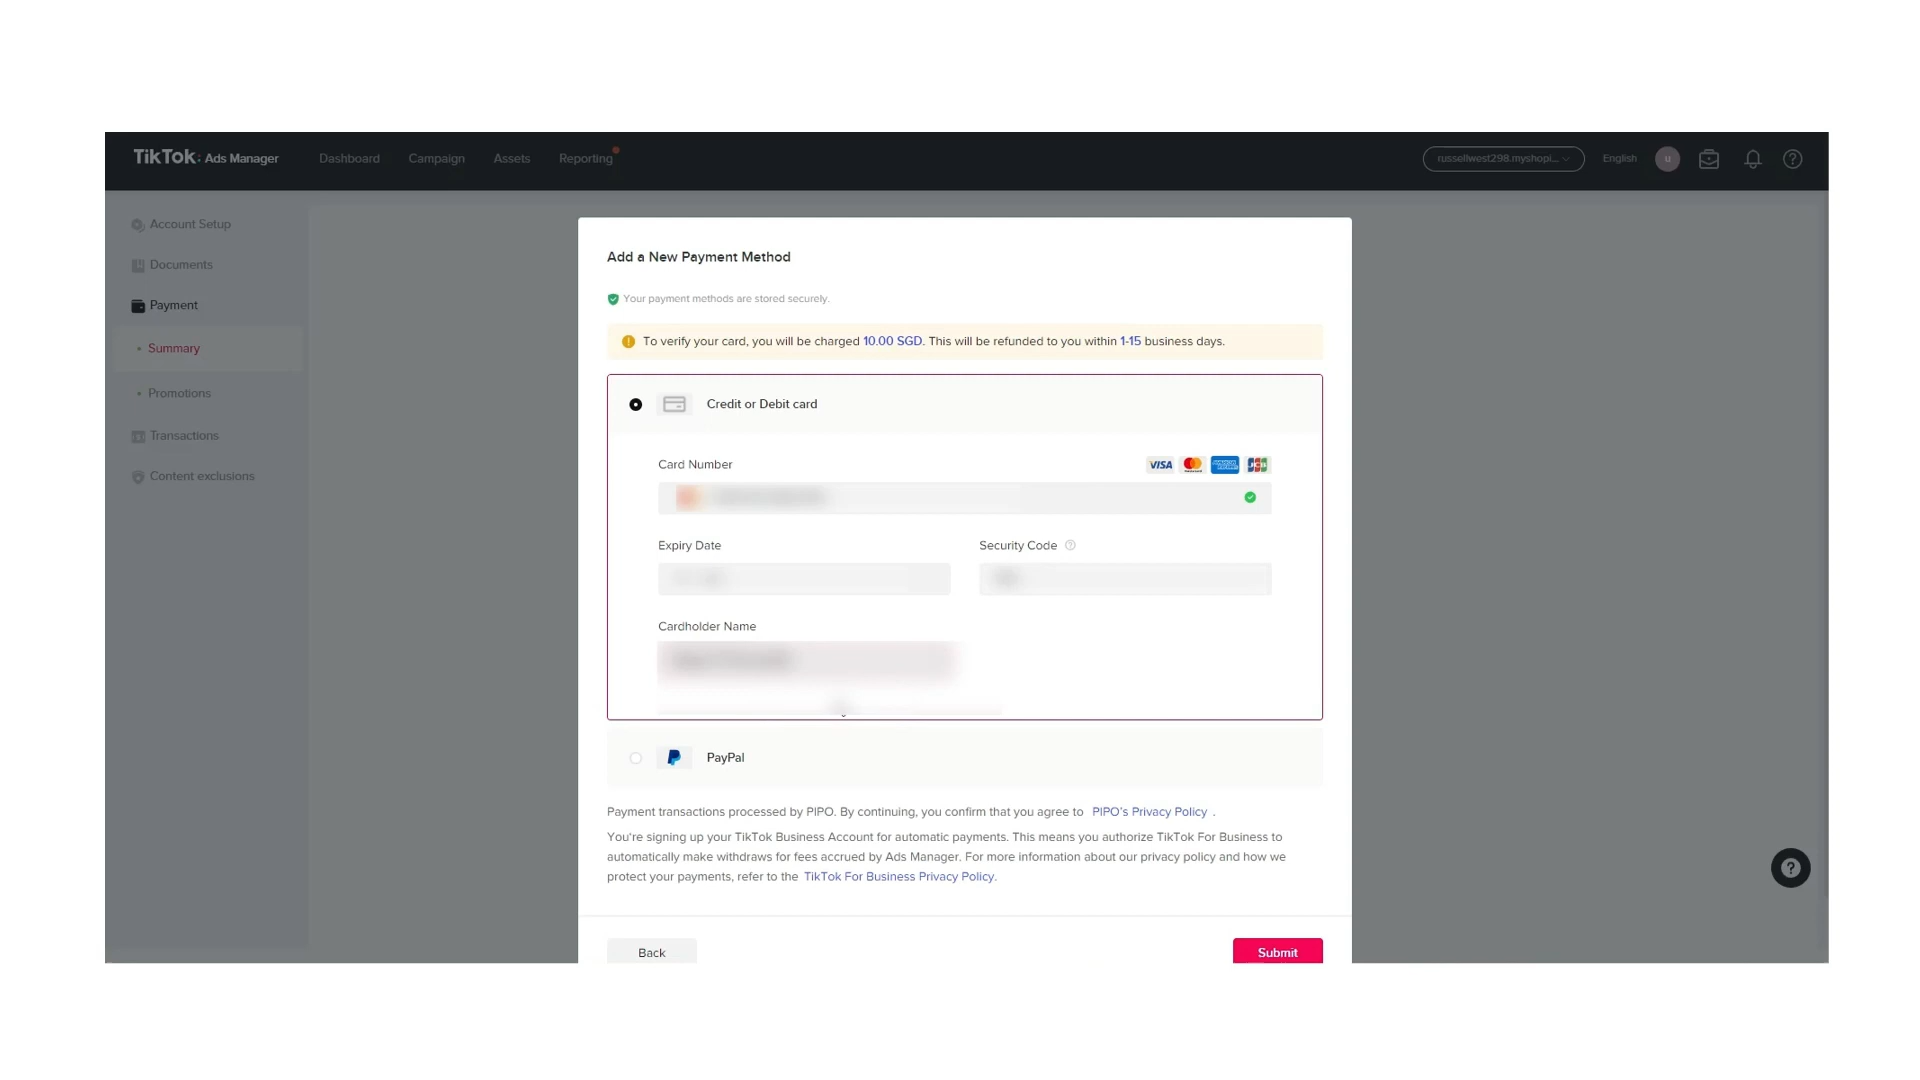 TikTok: Ads Manager
Dashboard
Campaign
Assets
Reporting
russellwest298.myshopi...
English
u
Account Setup
Documents
Payment
Summary
Promotions
Transactions
Content exclusions
Add a New Payment Method
Your payment methods are stored securely.
To verify your card, you will be charged 10.00 SGD. This will be refunded to you within 1-15 business days.
Credit or Debit card
Card Number
VISA
JCB
Expiry Date
Security Code
Cardholder Name
PayPal
Payment transactions processed by PIPO. By continuing, you confirm that you agree to PIPO's Privacy Policy .
You're signing up your TikTok Business Account for automatic payments. This means you authorize TikTok For Business to
automatically make withdraws for fees accrued by Ads Manager. For more information about our privacy policy and how we
protect your payments, refer to the TikTok For Business Privacy Policy.
Back
Submit